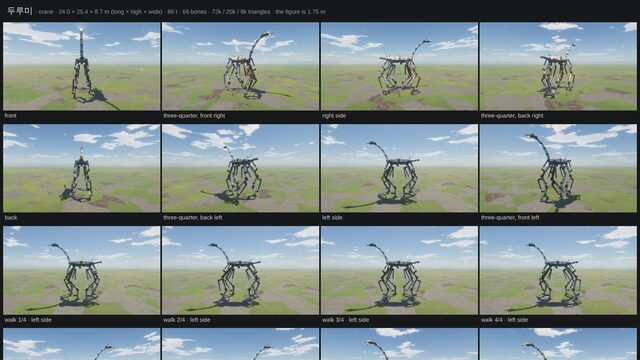 두루미 · crane · 24.0 × 25.4 × 8.7 m (long × high × wide) · 86 t · 66 bones · 72k / 20k / 8k triangles · the figure is 1.75 m
front
three-quarter, front right
right side
three-quarter, back right
back
three-quarter, back left
left side
three-quarter, front left
walk 1/4 · left side
walk 2/4 · left side
walk 3/4 · left side
walk 4/4 · left side